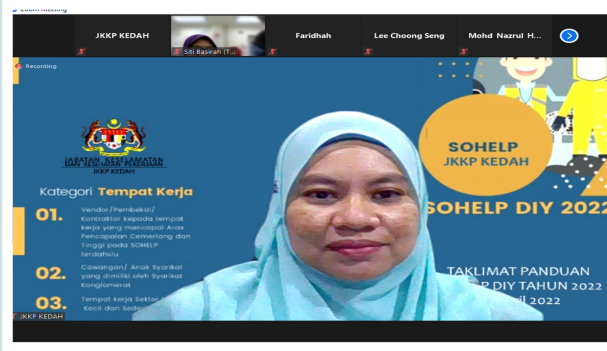 Zoom Meeting
JKKP KEDAH
Siti Basirah (T...
Faridhah
Lee Choong Seng
Mohd Nazrul H...
Recording
JABATAN KESELAMATAN
DAN KESIHATAN PEKERJAAN
JKKP KEDAH
Kategori Tempat Kerja
01.
Vendor/Pembekal/
Kontraktor kepada tempat
kerja yang mencapai Aras
Pencapaian Cemerlang dan
Tinggi pada SOHELP
terdahulu
02.
Cawangan/ Anak Syarikat
yang dimiliki oleh Syarikat
Konglomerat
03.
Tempat kerja Sektor
Kecil dan
JKKP KEDAH
SOHELP
JKKP KEDAH
SOHELP DIY 2022
TAKLIMAT PANDUAN
P DIY TAHUN 2022
2022